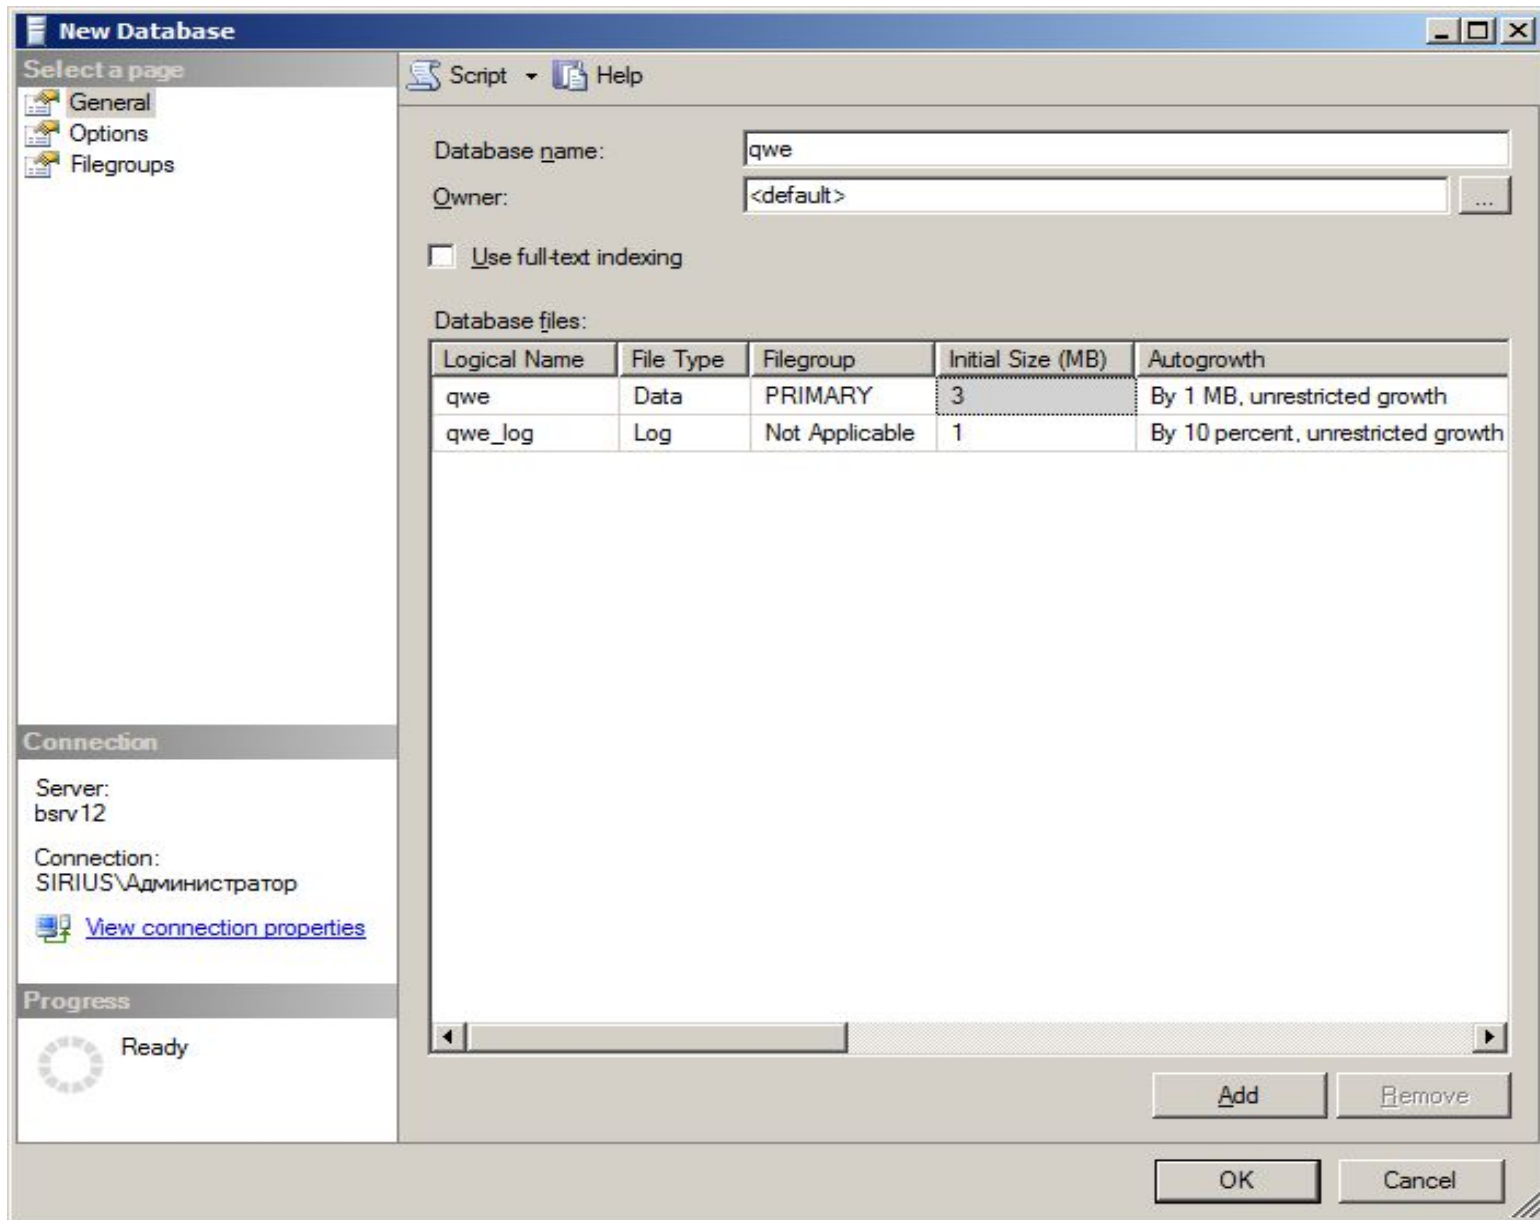 New Database
Select a page
General
Options
Filegroups
Script
Help
Database name:
qwe
Owner:
<default>
...
Use full-text indexing
Database files:
Logical Name File Type Filegroup Initial Size (MB) Autogrowth
qwe Data PRIMARY 3 By 1 MB, unrestricted growth
qwe_log Log Not Applicable 1 By 10 percent, unrestricted growth
Connection
Server:
bsrv12
Connection:
SIRIUS\Администратор
View connection properties
Progress
Ready
Add Remove
OK Cancel